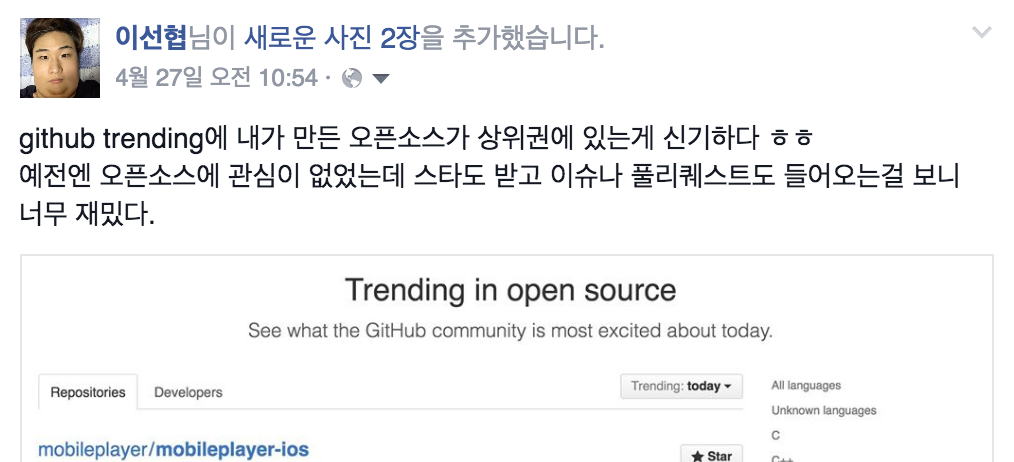 이선협님이 새로운 사진 2장을 추가했습니다.
4월 27일 오전 10:54 ·
github trending에 내가 만든 오픈소스가 상위권에 있는게 신기하다 ㅎㅎ
예전엔 오픈소스에 관심이 없었는데 스타도 받고 이슈나 풀리퀘스트도 들어오는걸 보니
너무 재밌다.
Trending in open source
See what the GitHub community is most excited about today.
Repositories Developers
Trending: today
All languages
Unknown languages
C
C++
mobileplayer/mobileplayer-ios
Star